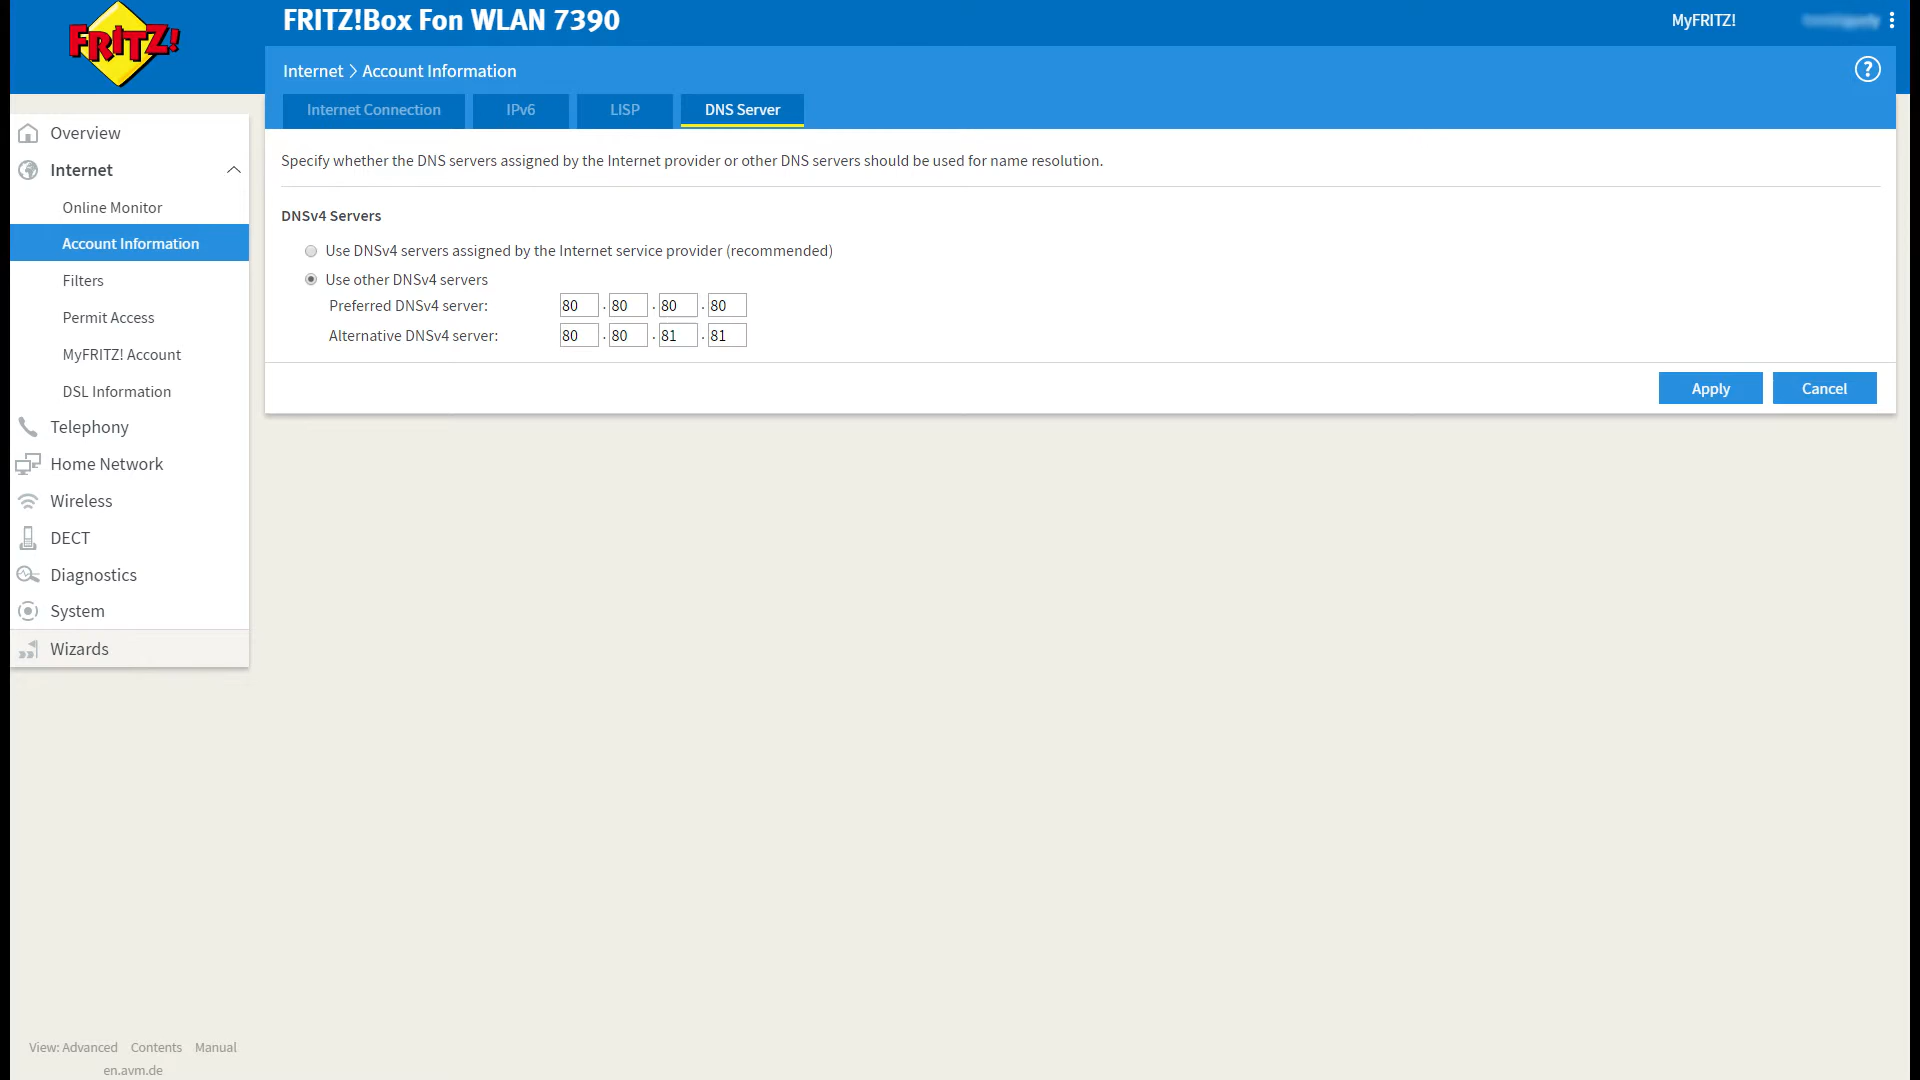 FRITZ!
FRITZ!Box Fon WLAN 7390
MyFRITZ!
Internet > Account Information
?
Internet Connection
IPv6
LISP
DNS Server
Overview
Internet
Online Monitor
Account Information
Filters
Permit Access
MyFRITZ! Account
DSL Information
Telephony
Home Network
Wireless
DECT
Diagnostics
System
Wizards
Specify whether the DNS servers assigned by the Internet provider or other DNS servers should be used for name resolution.
DNSv4 Servers
Use DNSv4 servers assigned by the Internet service provider (recommended)
Use other DNSv4 servers
Preferred DNSv4 server: 80 . 80 . 80 . 80
Alternative DNSv4 server: 80 . 80 . 81 . 81
Apply
Cancel
View: Advanced Contents Manual
en.avm.de